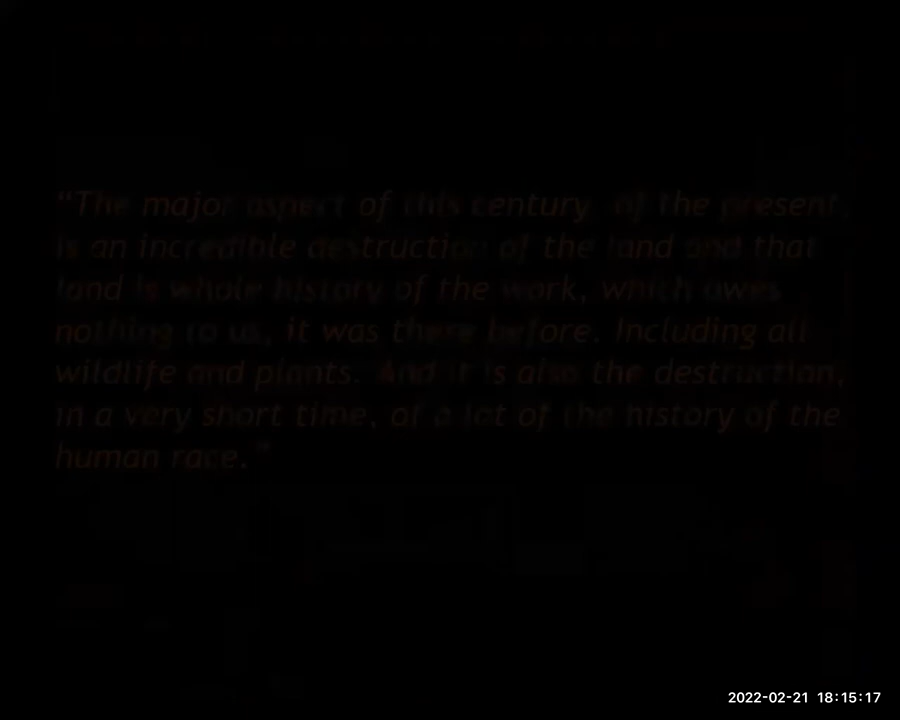 “The major aspect of this century, of the present,
is an incredible destruction of the land and that
land is whole history of the work, which owes
nothing to us, it was there before. Including all
wildlife and plants. And it is also the destruction,
in a very short time, of a lot of the history of the
human race.”
2022-02-21 18:15:17